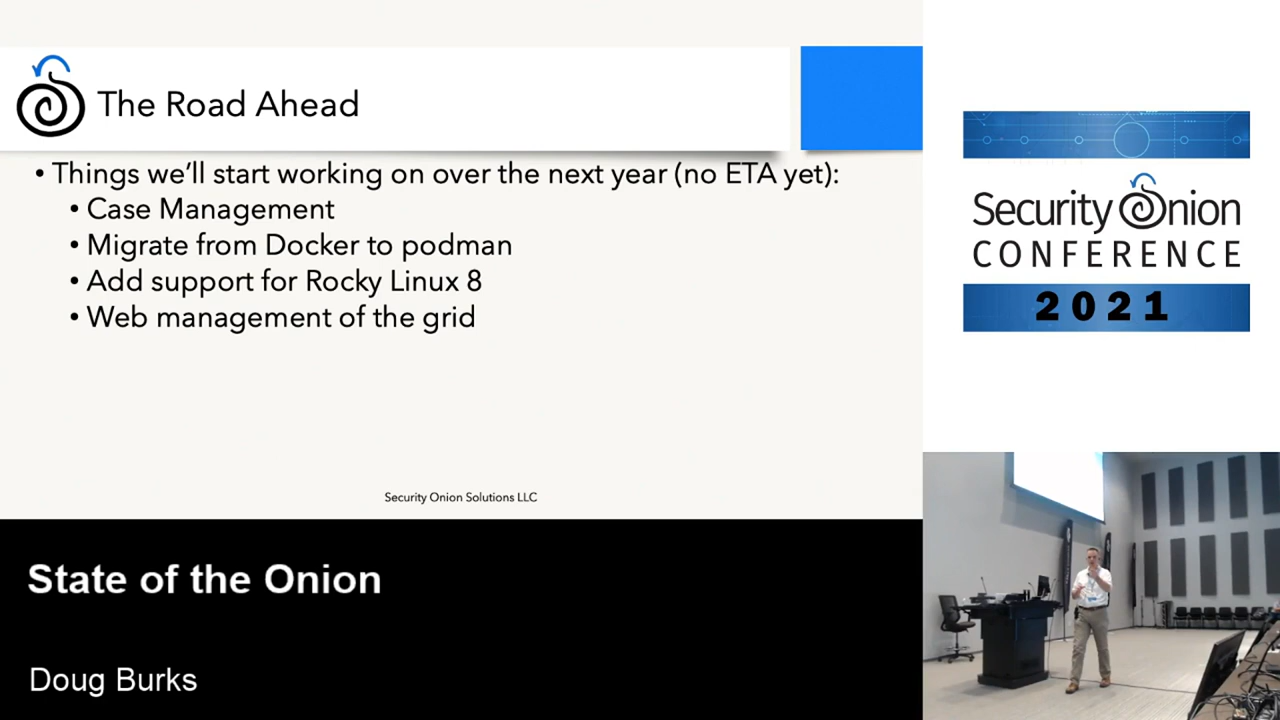 The Road Ahead
• Things we'll start working on over the next year (no ETA yet):
• Case Management
• Migrate from Docker to podman
• Add support for Rocky Linux 8
• Web management of the grid
Security Onion Solutions LLC
Security Onion
CONFERENCE
2021
State of the Onion
Doug Burks